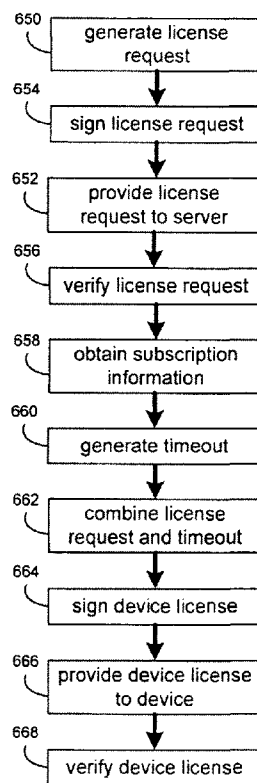 650
generate license
request
654
sign license request
652
provide license
request to server
656
verify license request
658
obtain subscription
information
660
generate timeout
662
combine license
request and timeout
664
sign device license
666
provide device license
to device
668
verify device license